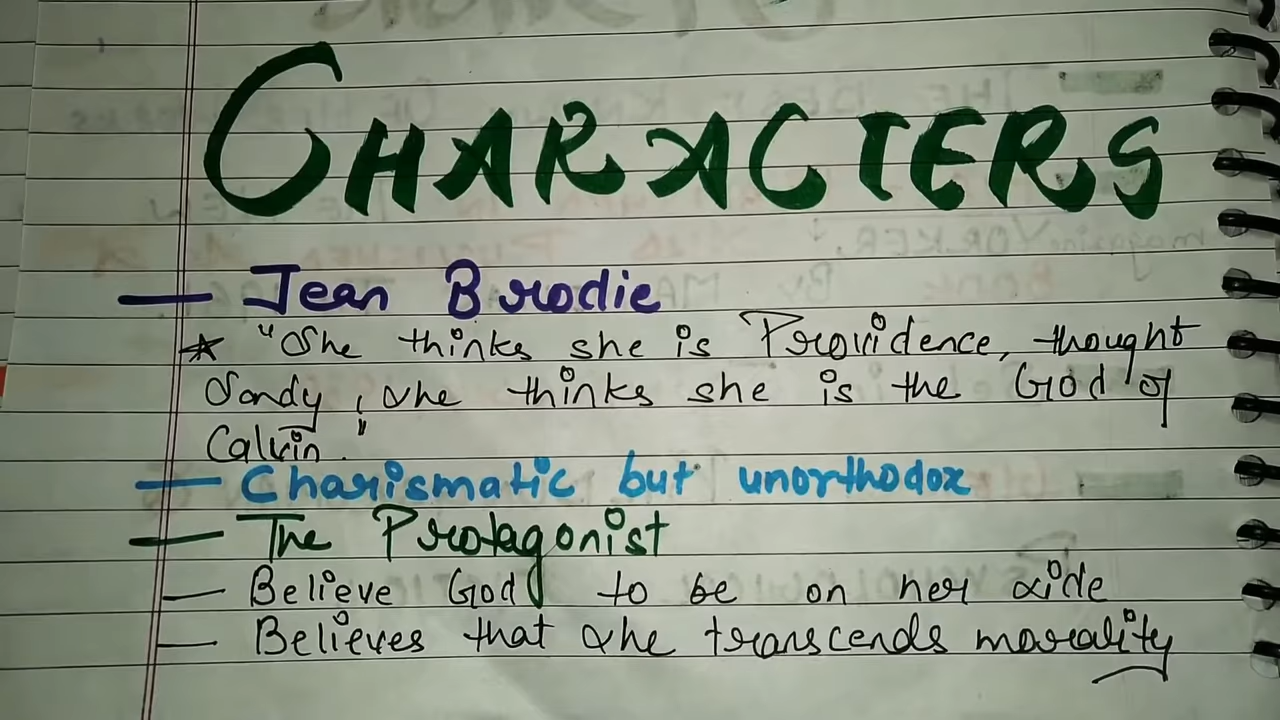 CHARACTERS
— Jean Brodie
* "She thinks she is Providence, thought
Sandy, she thinks she is the God of
Calvin."
— Charismatic but unorthodox
— The Protagonist
— Believe God to be on her side
— Believes that she transcends morality